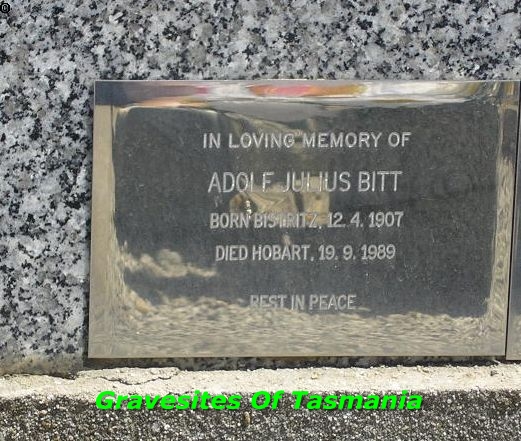 ®
IN LOVING MEMORY OF
ADOLF JULIUS BITT
BORN BISTRITZ, 12. 4. 1907
DIED HOBART, 19. 9. 1989
REST IN PEACE
Gravesites Of Tasmania